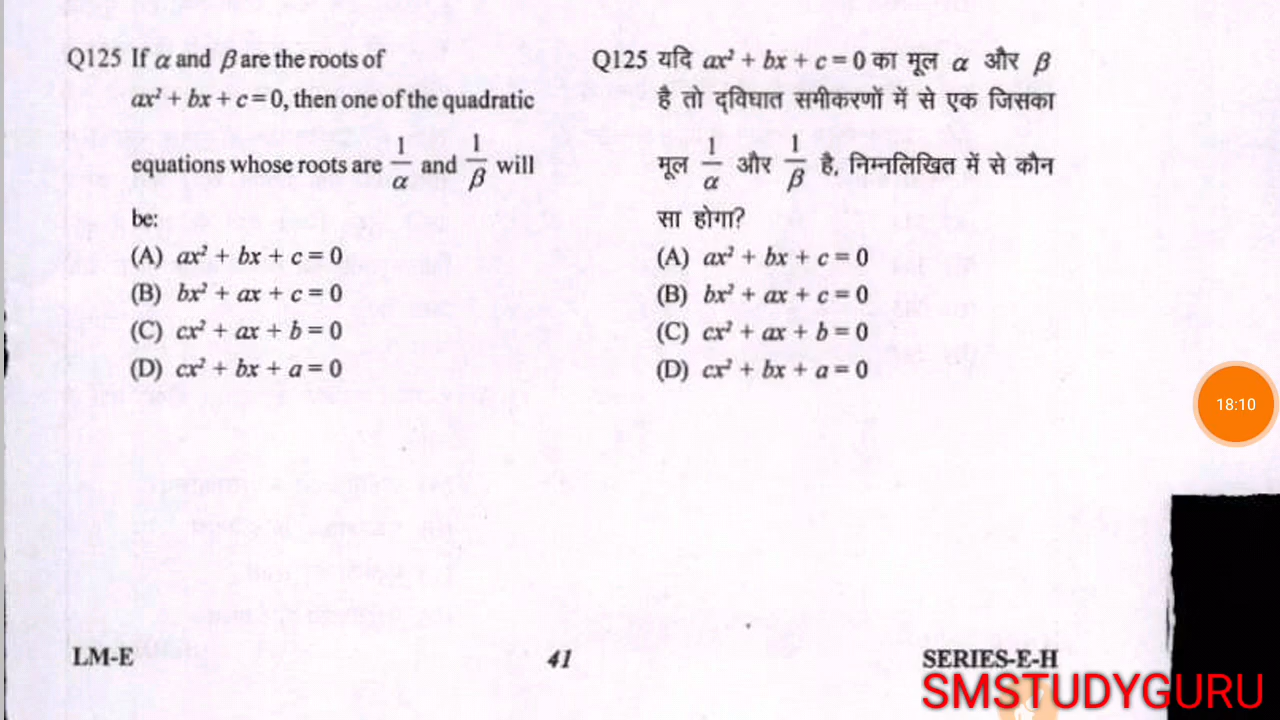 Q125 If α and β are the roots of
ax² + bx + c = 0, then one of the quadratic
equations whose roots are 1/α and 1/β will
be:
(A) ax² + bx + c = 0
(B) bx² + ax + c = 0
(C) cx² + ax + b = 0
(D) cx² + bx + a = 0
Q125 यदि ax² + bx + c = 0 का मूल α और β
है तो द्विघात समीकरणों में से एक जिसका
मूल 1/α और 1/β है, निम्नलिखित में से कौन
सा होगा?
(A) ax² + bx + c = 0
(B) bx² + ax + c = 0
(C) cx² + ax + b = 0
(D) cx² + bx + a = 0
18:10
LM-E 41 SERIES-E-H
SMSTUDYGURU